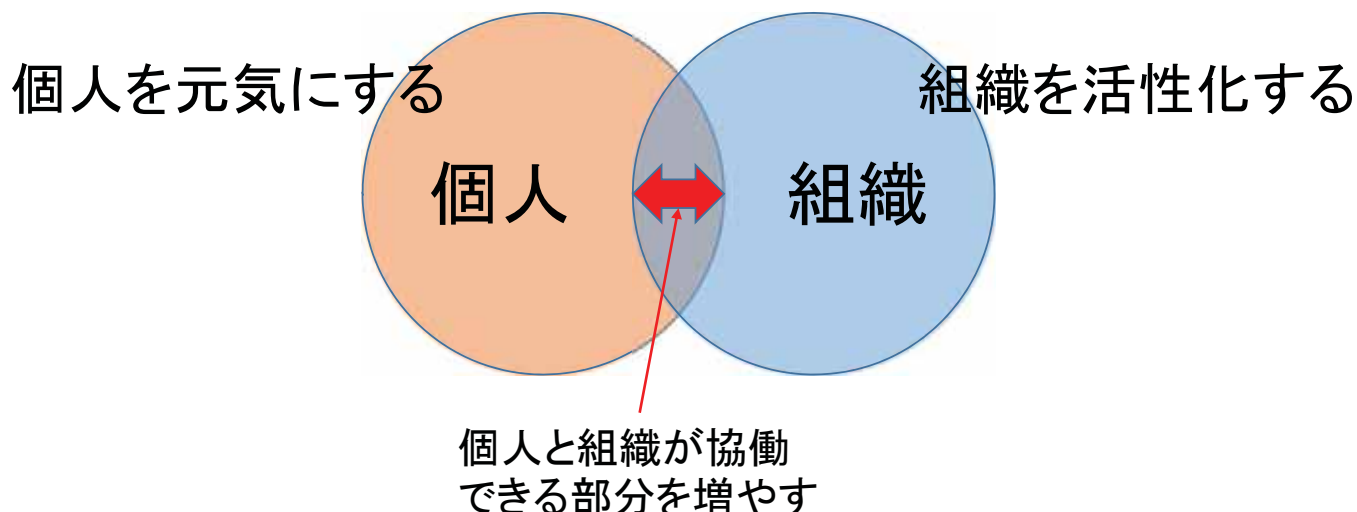 個人を元気にする
組織を活性化する
個人
組織
個人と組織が協働
できる部分を増やす